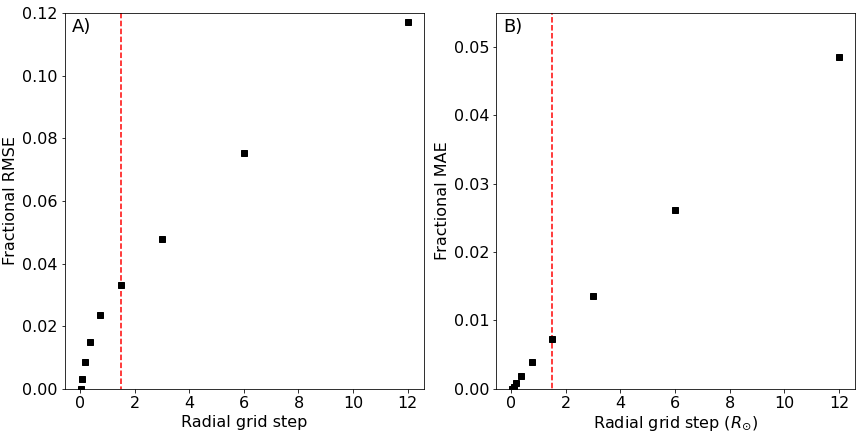 A)
Fractional RMSE
0.12
0.10
0.08
0.06
0.04
0.02
0.00
0 2 4 6 8 10 12
Radial grid step
B)
Fractional MAE
0.05
0.04
0.03
0.02
0.01
0.00
0 2 4 6 8 10 12
Radial grid step (R⊙)